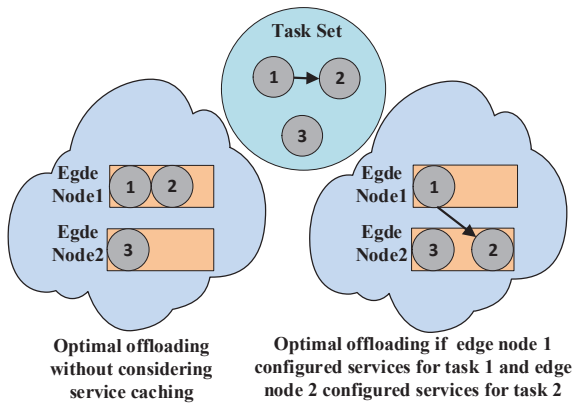 Task Set
1
2
3
Egde
Node1
1
2
Egde
Node2
3
Egde
Node1
1
Egde
Node2
3
2
Optimal offloading
without considering
service caching
Optimal offloading if edge node 1
configured services for task 1 and edge
node 2 configured services for task 2